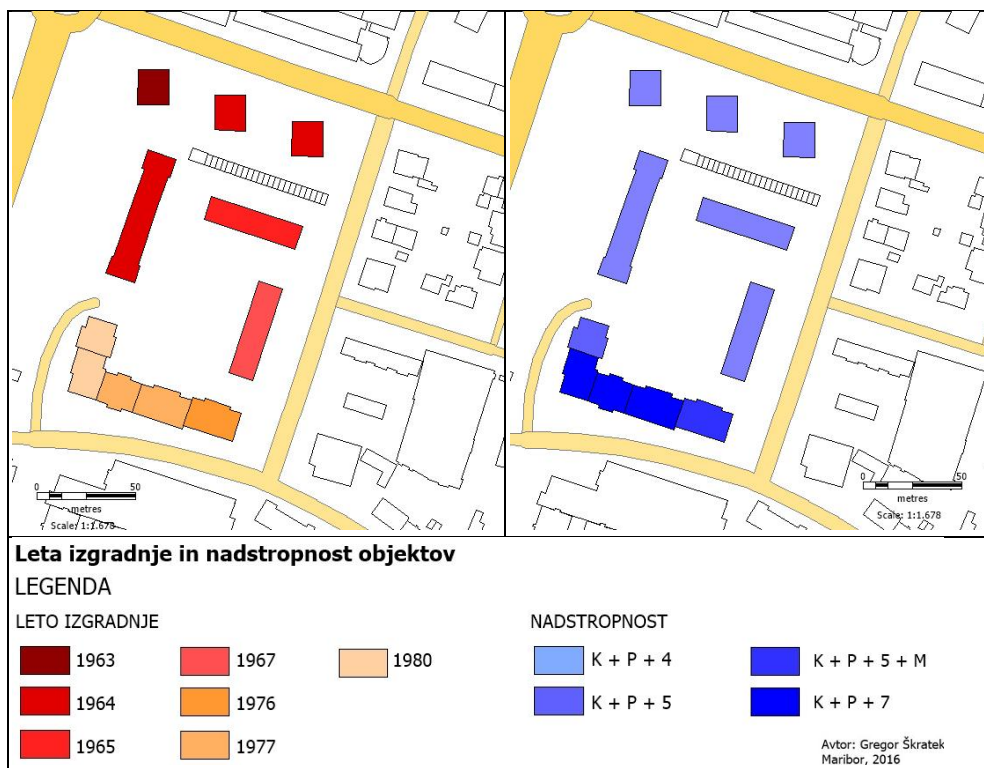 0 50
metres
Scale: 1:1.678
0 50
metres
Scale: 1:1.678
Leta izgradnje in nadstropnost objektov
LEGENDA
LETO IZGRADNJE
1963
1964
1965
1967
1976
1977
1980
NADSTROPNOST
K + P + 4
K + P + 5
K + P + 5 + M
K + P + 7
Avtor: Gregor Škratek
Maribor, 2016